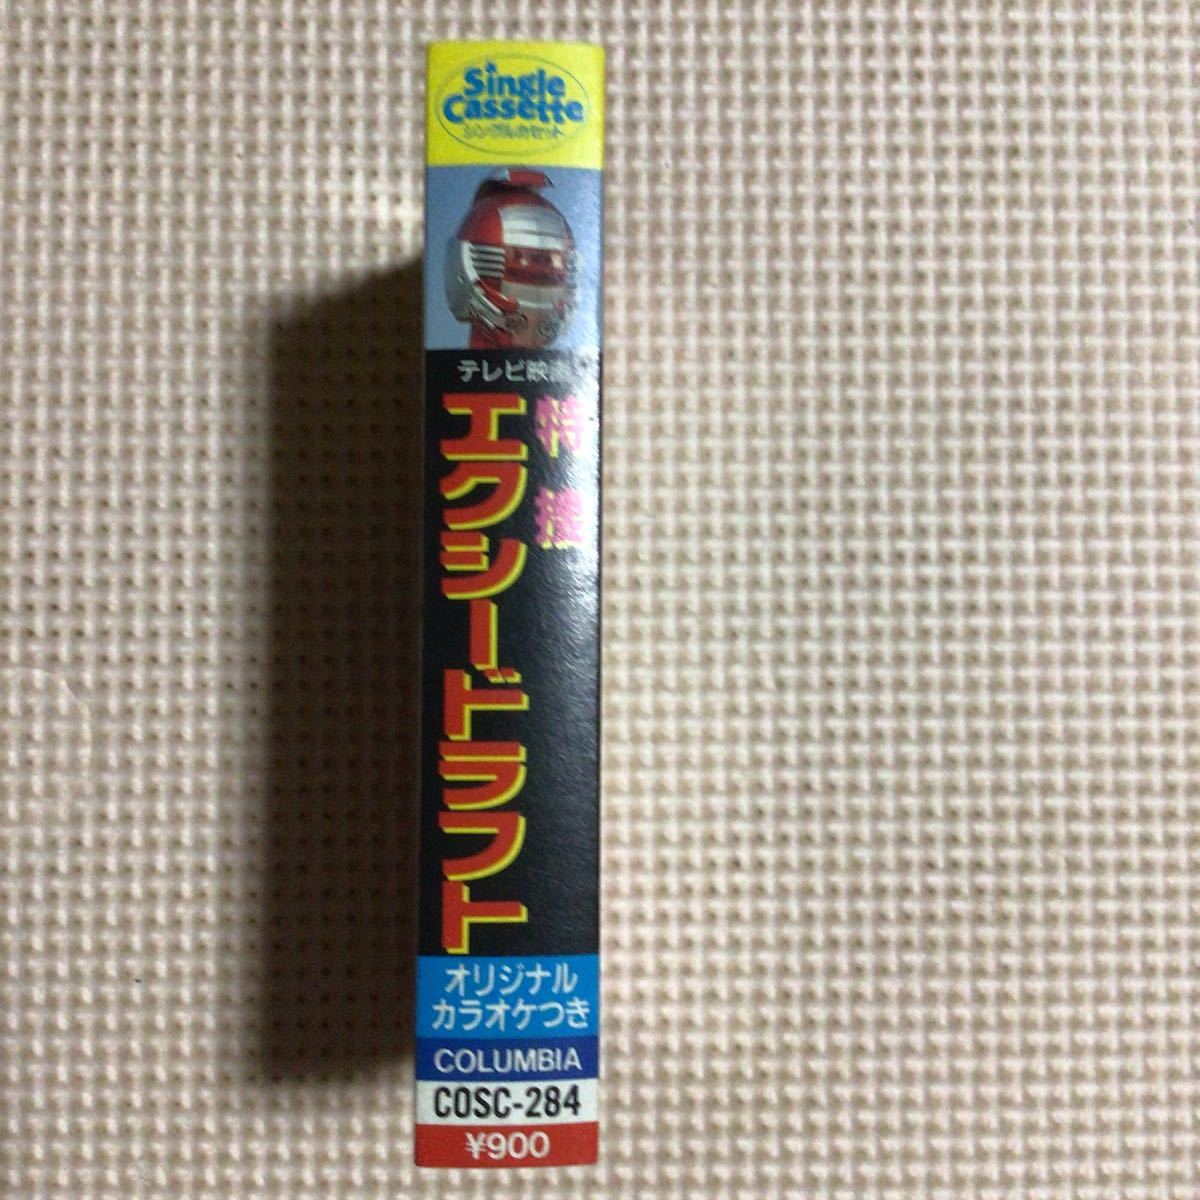 Single
Cassette
シングルカセット
テレビ映画
特捜
エクシードラフト
オリジナル
カラオケつき
COLUMBIA
COSC-284
¥900